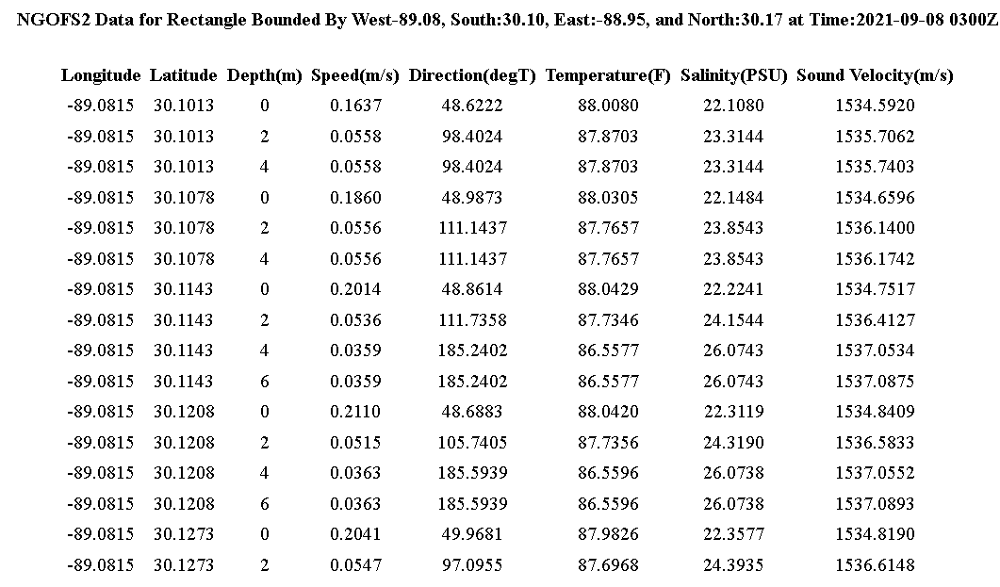 NGOFS2 Data for Rectangle Bounded By West-89.08, South:30.10, East:-88.95, and North:30.17 at Time:2021-09-08 0300Z
Longitude Latitude Depth(m) Speed(m/s) Direction(degT) Temperature(F) Salinity(PSU) Sound Velocity(m/s)
-89.0815 30.1013 0 0.1637 48.6222 88.0080 22.1080 1534.5920
-89.0815 30.1013 2 0.0558 98.4024 87.8703 23.3144 1535.7062
-89.0815 30.1013 4 0.0558 98.4024 87.8703 23.3144 1535.7403
-89.0815 30.1078 0 0.1860 48.9873 88.0305 22.1484 1534.6596
-89.0815 30.1078 2 0.0556 111.1437 87.7657 23.8543 1536.1400
-89.0815 30.1078 4 0.0556 111.1437 87.7657 23.8543 1536.1742
-89.0815 30.1143 0 0.2014 48.8614 88.0429 22.2241 1534.7517
-89.0815 30.1143 2 0.0536 111.7358 87.7346 24.1544 1536.4127
-89.0815 30.1143 4 0.0359 185.2402 86.5577 26.0743 1537.0534
-89.0815 30.1143 6 0.0359 185.2402 86.5577 26.0743 1537.0875
-89.0815 30.1208 0 0.2110 48.6883 88.0420 22.3119 1534.8409
-89.0815 30.1208 2 0.0515 105.7405 87.7356 24.3190 1536.5833
-89.0815 30.1208 4 0.0363 185.5939 86.5596 26.0738 1537.0552
-89.0815 30.1208 6 0.0363 185.5939 86.5596 26.0738 1537.0893
-89.0815 30.1273 0 0.2041 49.9681 87.9826 22.3577 1534.8190
-89.0815 30.1273 2 0.0547 97.0955 87.6968 24.3935 1536.6148